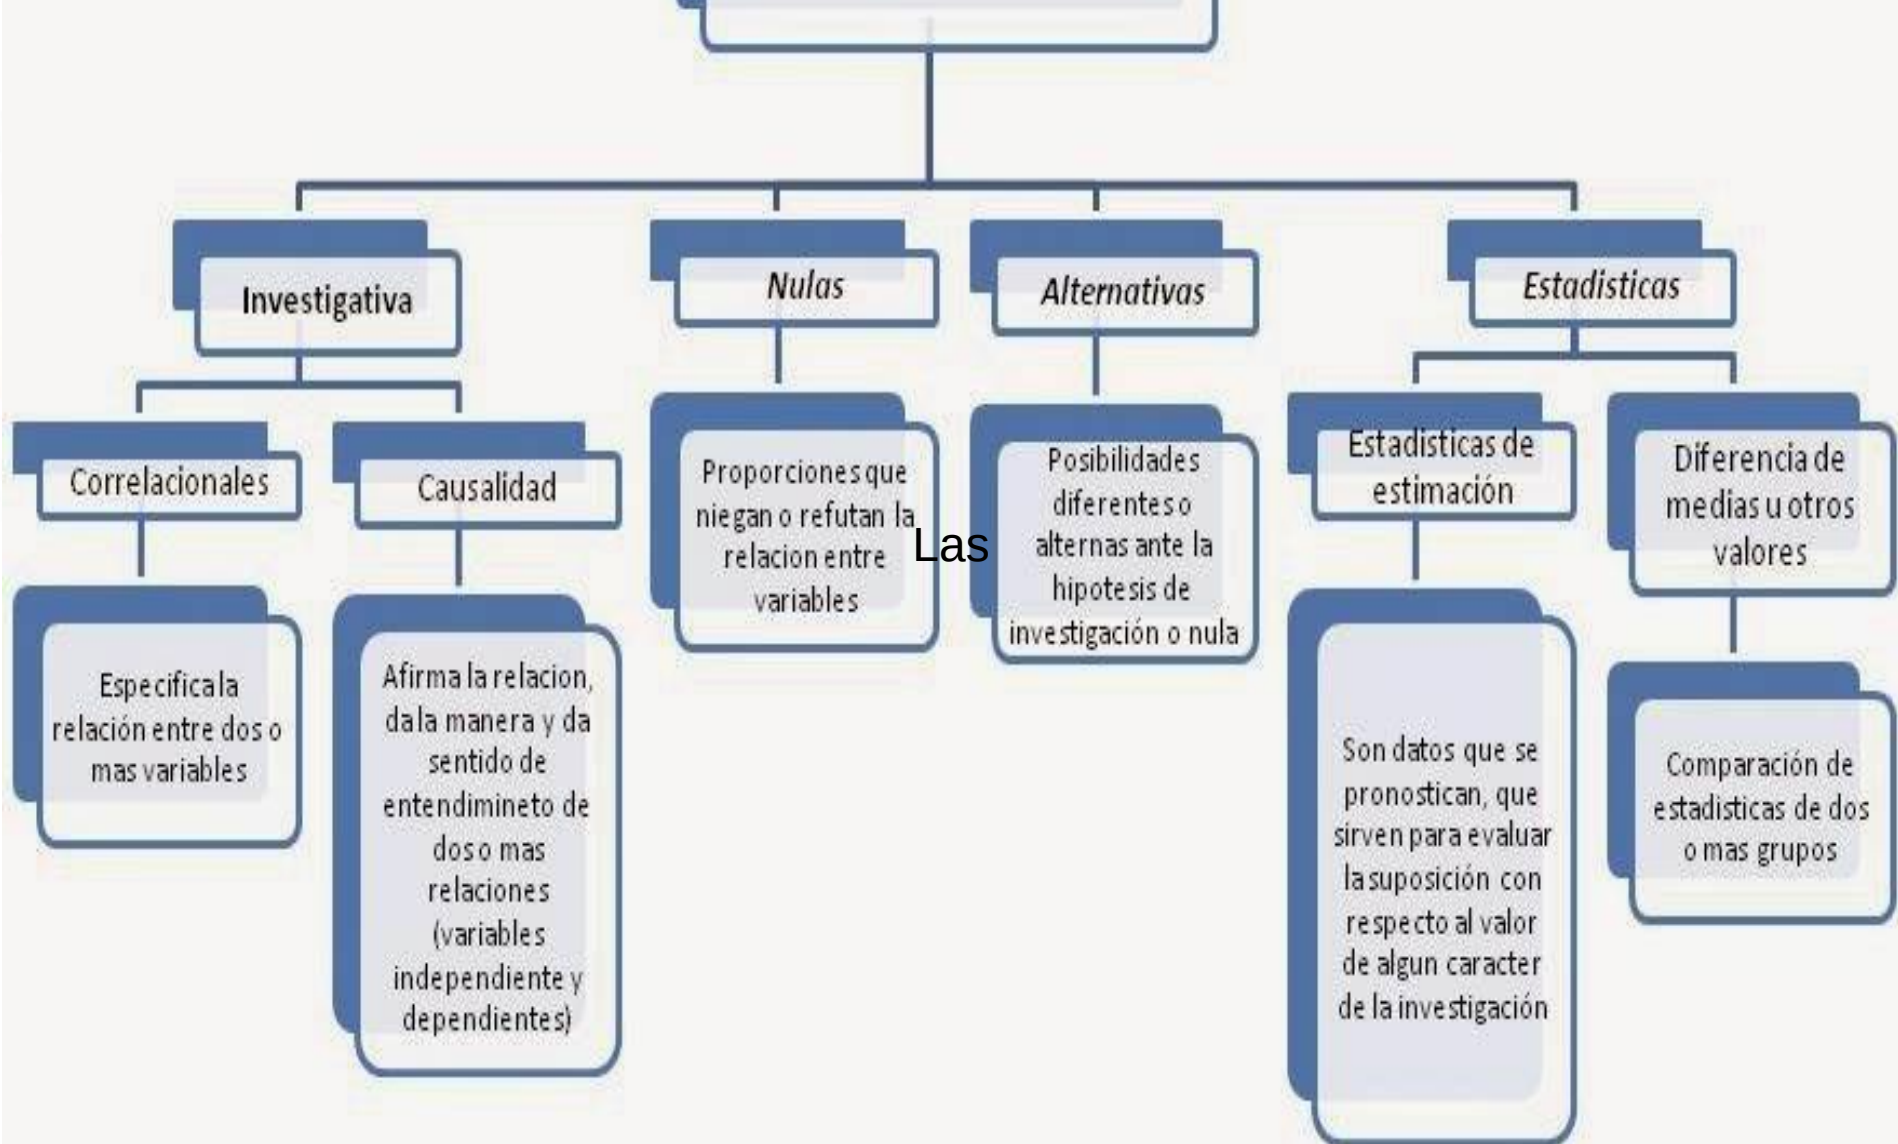 Investigativa
Nulas
Alternativas
Estadisticas
Correlacionales
Causalidad
Estadisticas de
estimación
Diferencia de
medias u otros
valores
Especifica la
relación entre dos o
mas variables
Afirma la relacion,
da la manera y da
sentido de
entendimineto de
dos o mas
relaciones
(variables
independiente y
dependientes)
Proporciones que
niegan o refutan la
relacion entre
variables
Las
Posibilidades
diferentes o
alternas ante la
hipotesis de
investigación o nula
Son datos que se
pronostican, que
sirven para evaluar
la suposición con
respecto al valor
de algun caracter
de la investigación
Comparación de
estadisticas de dos
o mas grupos